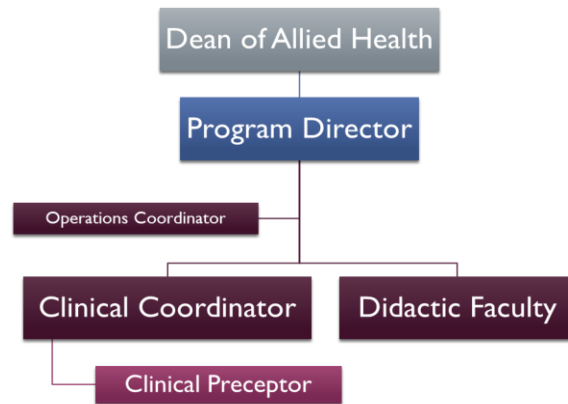 Dean of Allied Health
Program Director
Operations Coordinator
Clinical Coordinator
Didactic Faculty
Clinical Preceptor